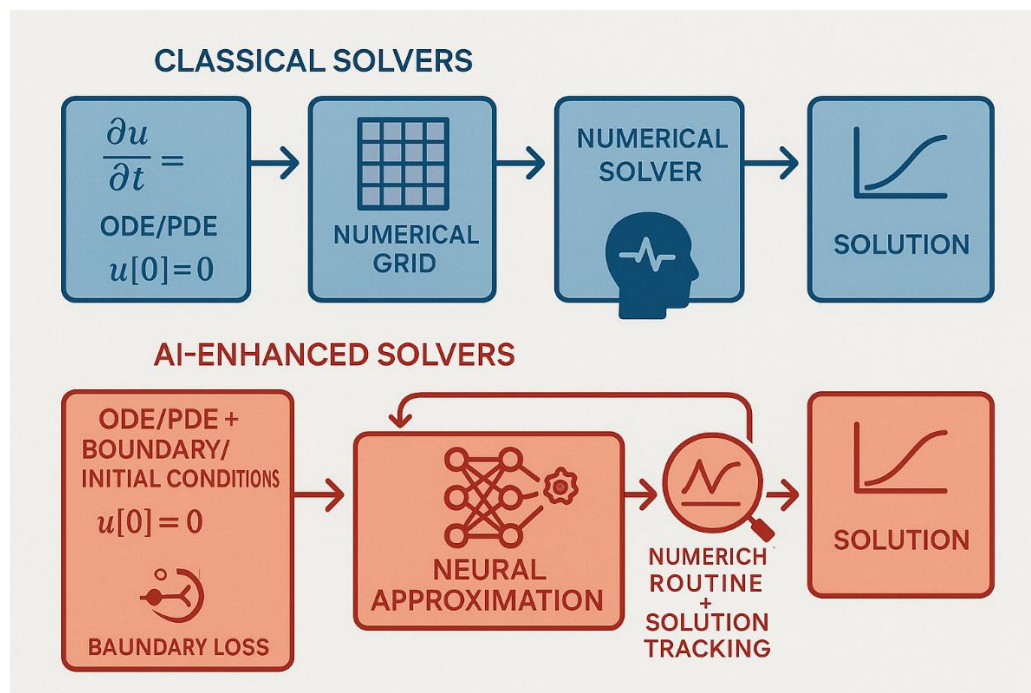 CLASSICAL SOLVERS
∂u
∂t =
ODE/PDE
u[0]=0
NUMERICAL
GRID
NUMERICAL
SOLVER
SOLUTION
AI-ENHANCED SOLVERS
ODE/PDE +
BOUNDARY/
INITIAL CONDITIONS
u[0]=0
BAUNDARY LOSS
NEURAL
APPROXIMATION
NUMERICH
ROUTINE
+
SOLUTION
TRACKING
SOLUTION